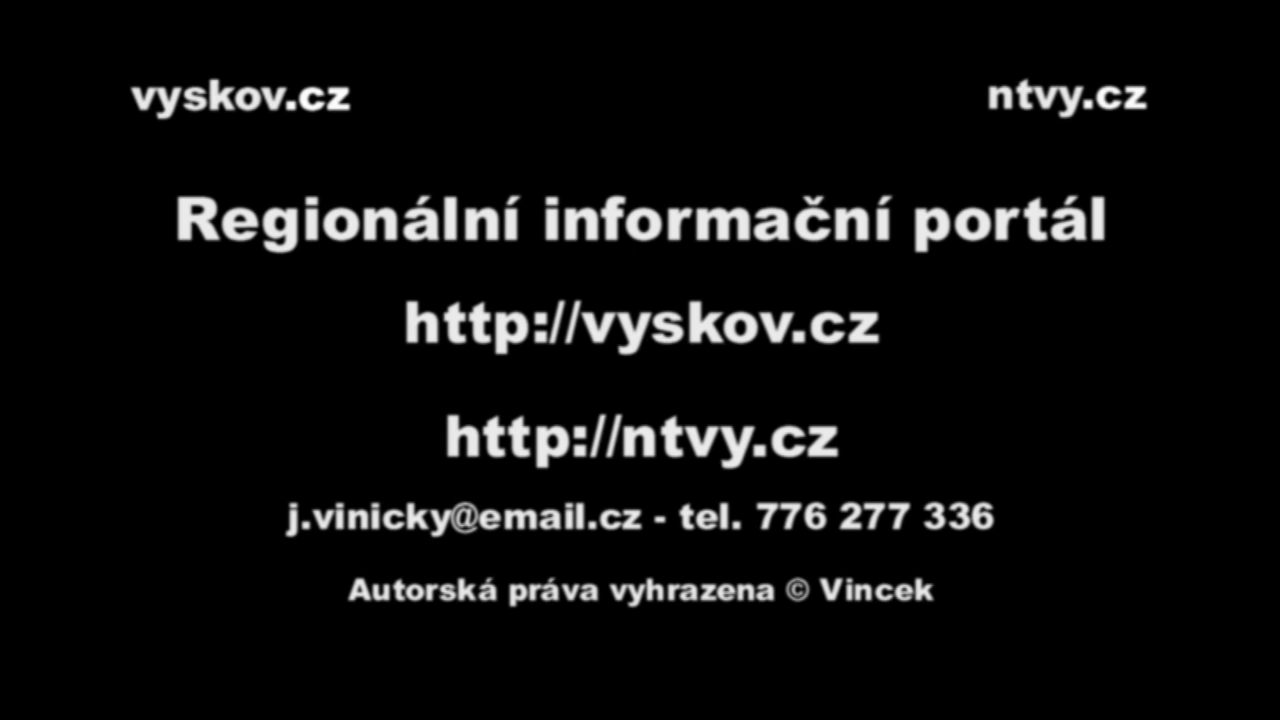 vyskov.cz
ntvy.cz
Regionální informační portál
http://vyskov.cz
http://ntvy.cz
j.vinicky@email.cz - tel. 776 277 336
Autorská práva vyhrazena © Vincek